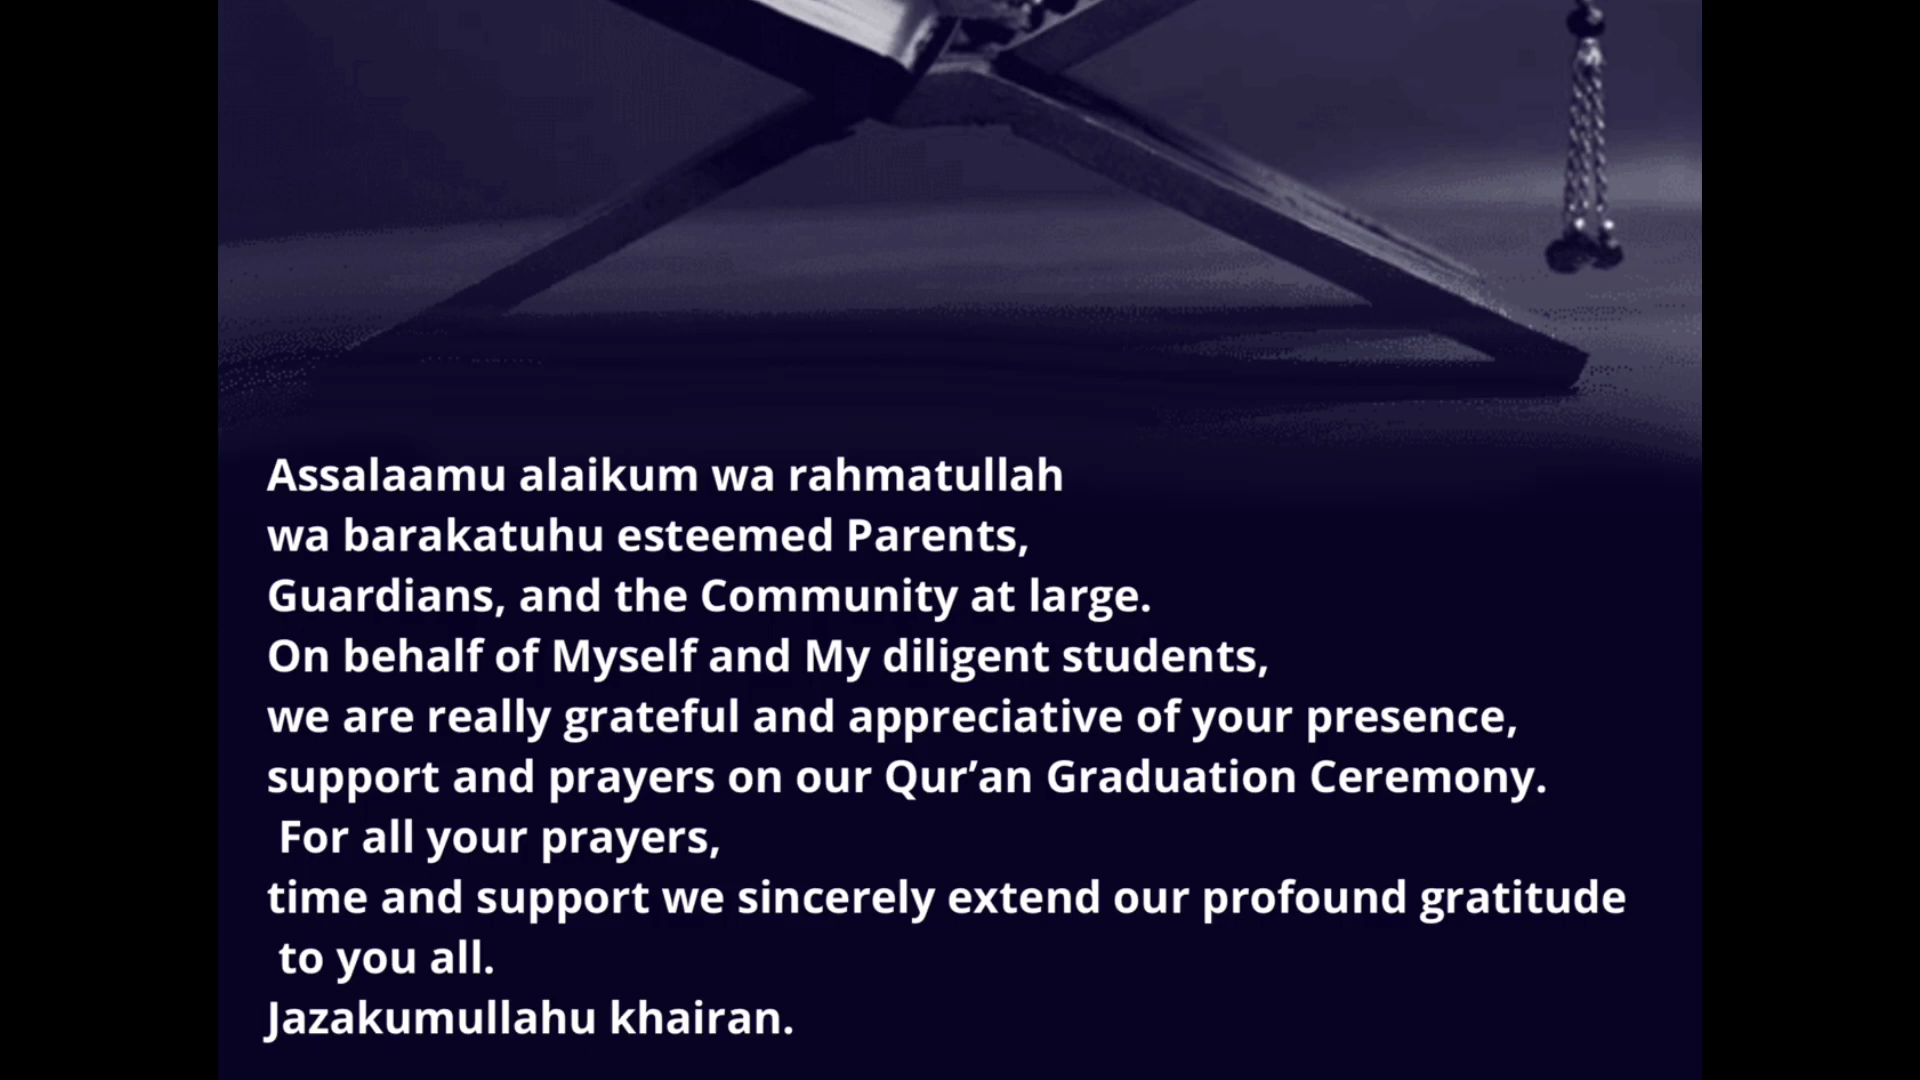 Assalaamu alaikum wa rahmatullah
wa barakatuhu esteemed Parents,
Guardians, and the Community at large.
On behalf of Myself and My diligent students,
we are really grateful and appreciative of your presence,
support and prayers on our Qur’an Graduation Ceremony.
For all your prayers,
time and support we sincerely extend our profound gratitude
to you all.
Jazakumullahu khairan.